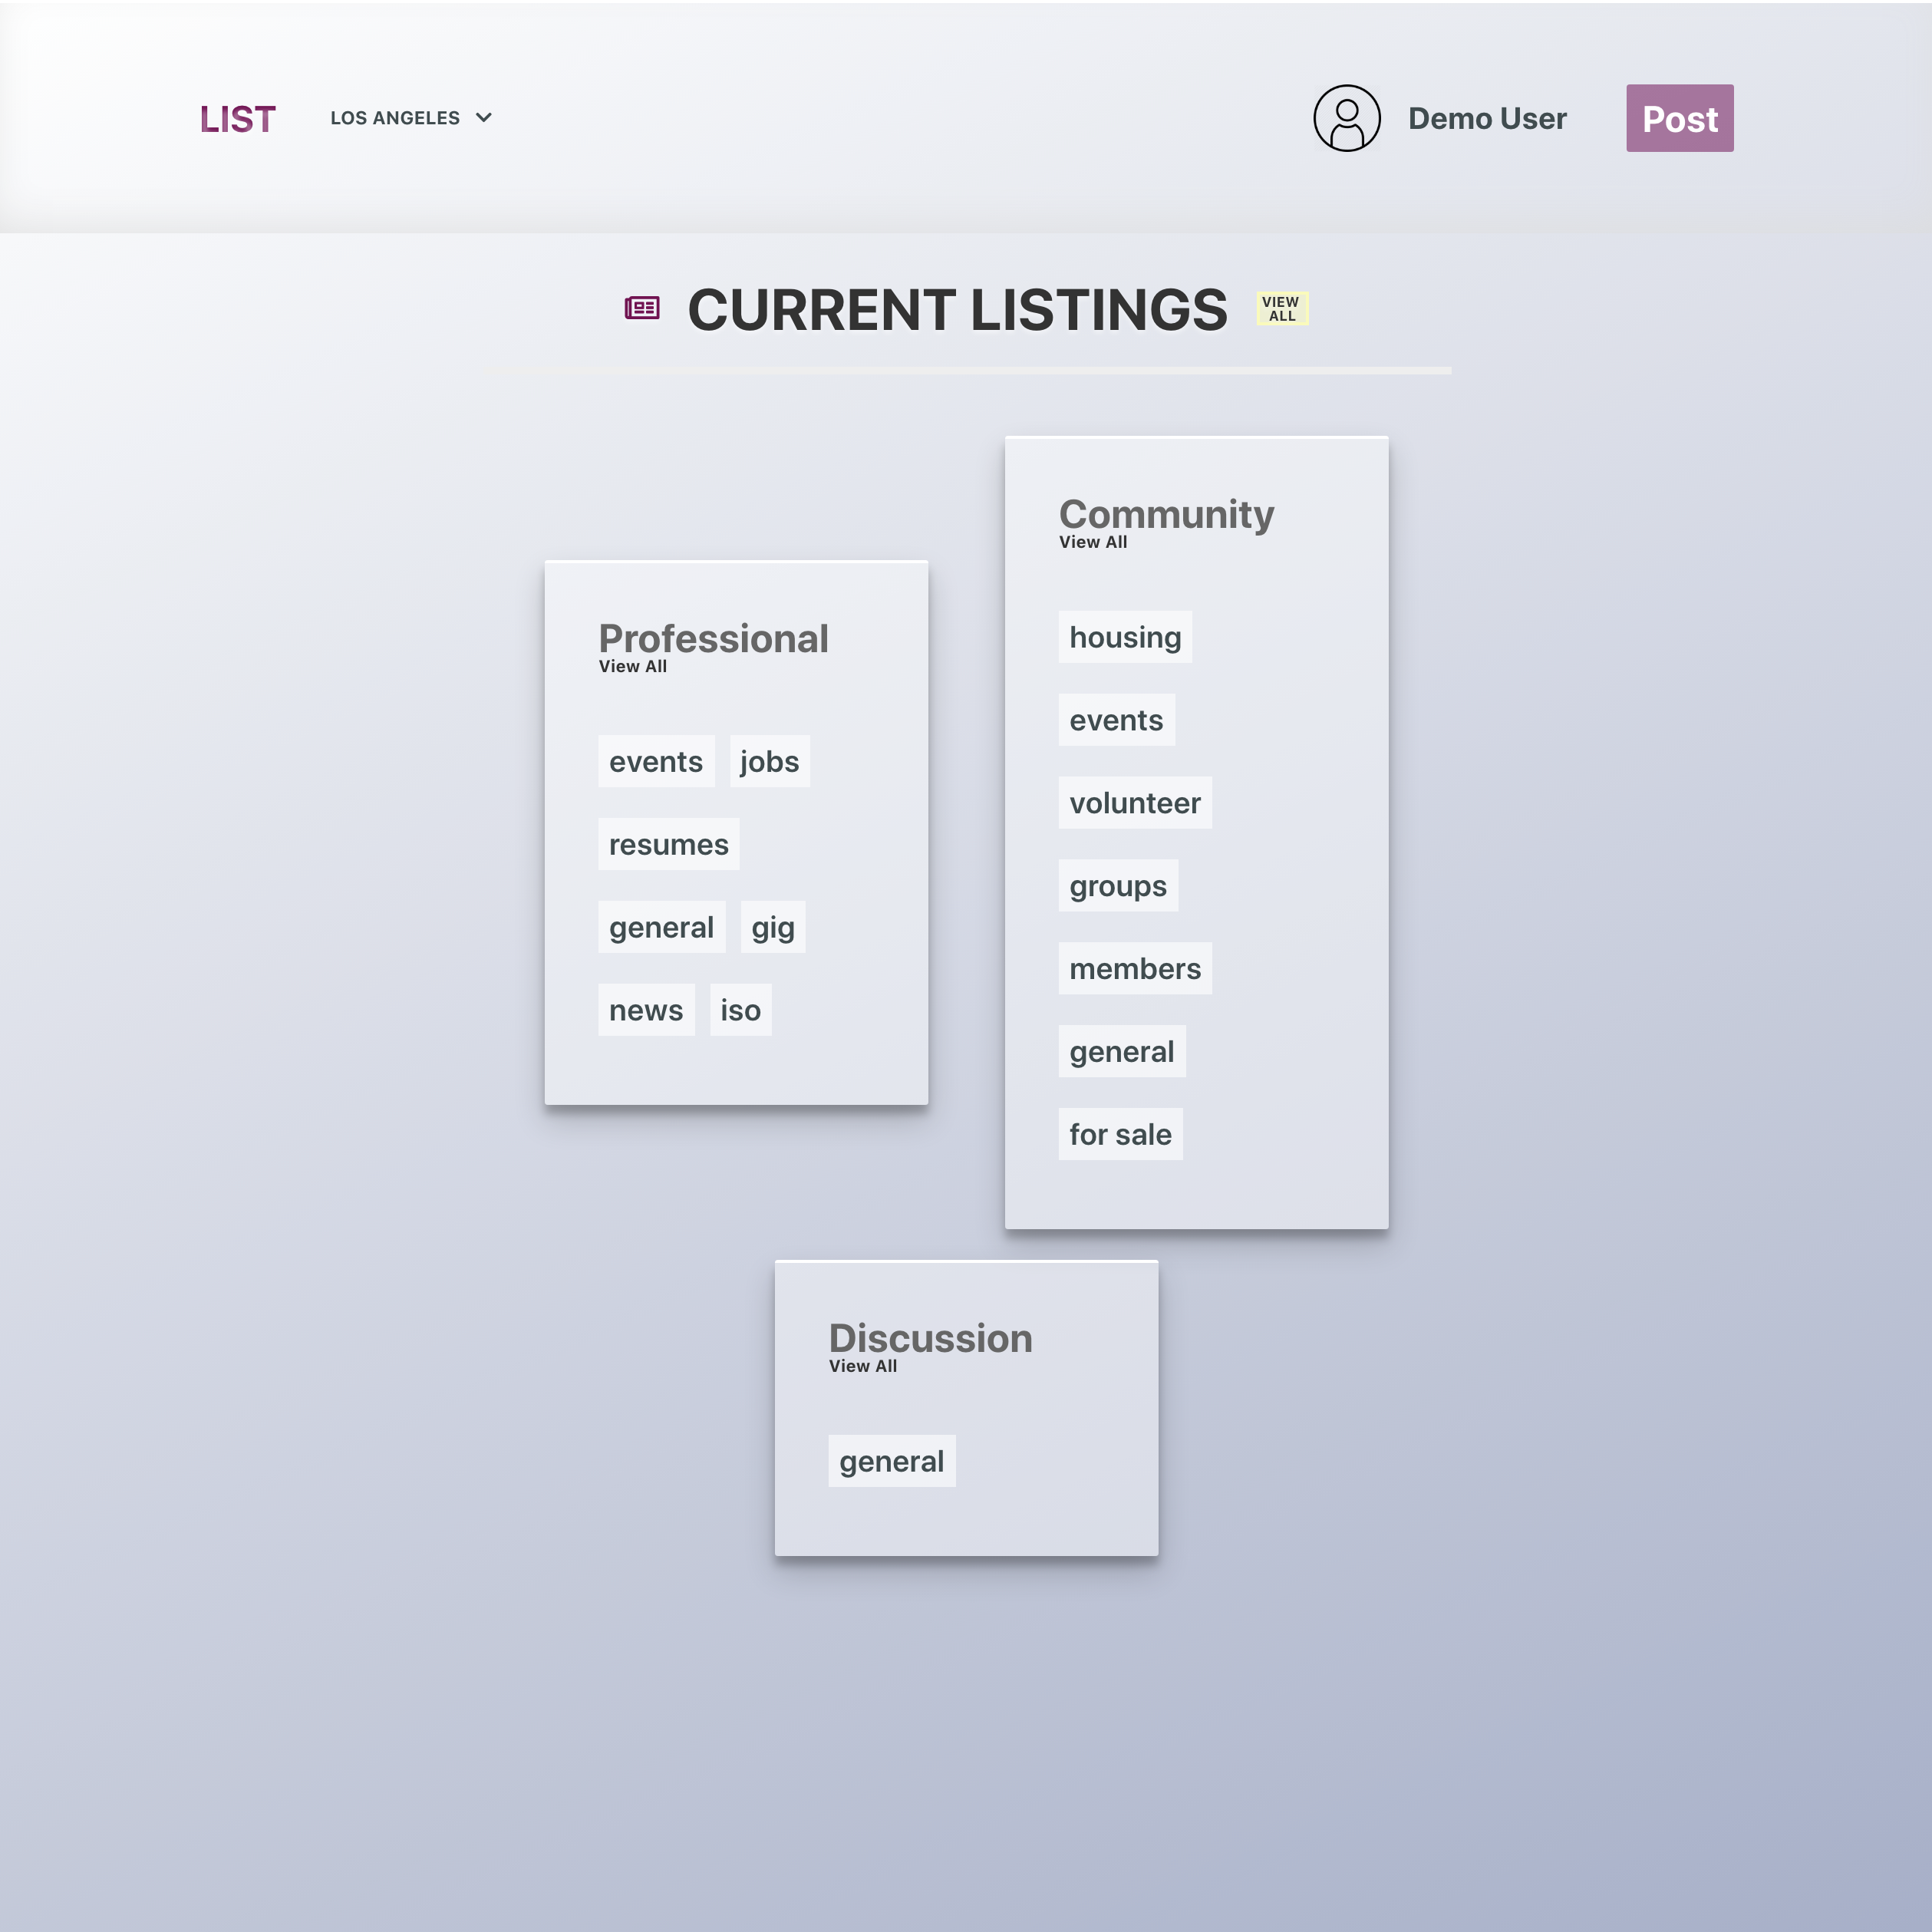 LIST
LOS ANGELES
Demo User
Post
CURRENT LISTINGS
VIEW
ALL
Professional
View All
events jobs
resumes
general gig
news iso
Community
View All
housing
events
volunteer
groups
members
general
for sale
Discussion
View All
general